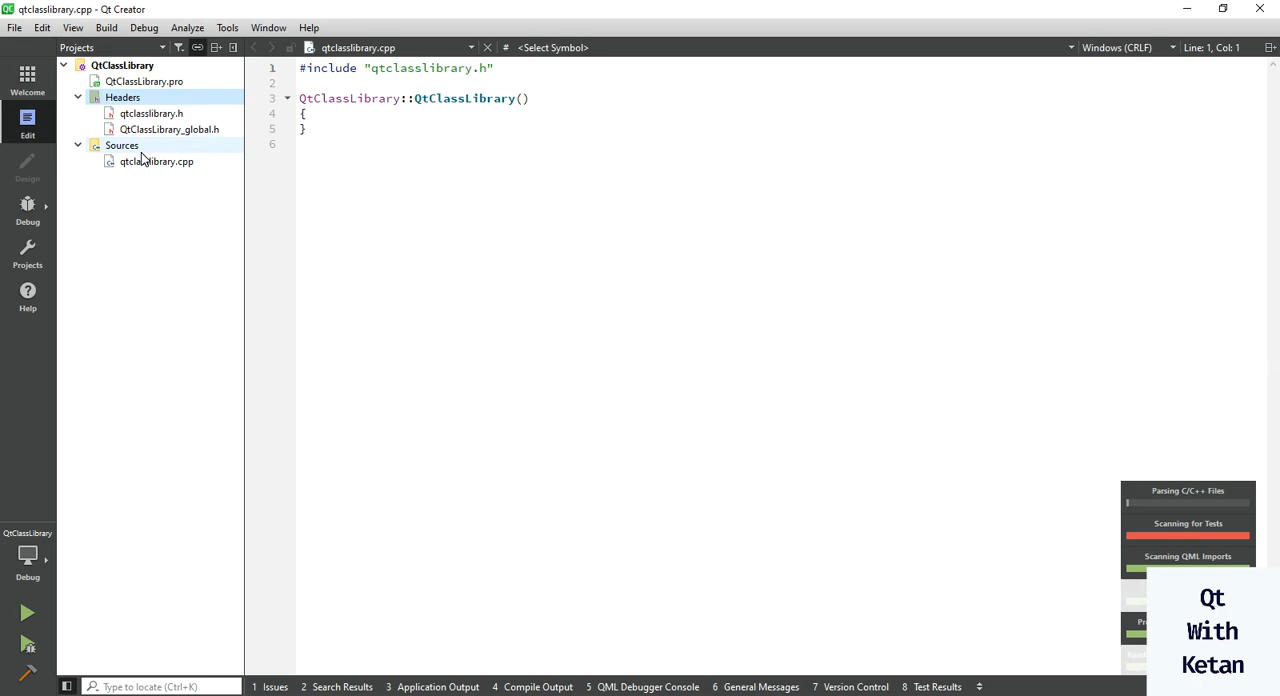 qtclasslibrary.cpp - Qt Creator
File Edit View Build Debug Analyze Tools Window Help
Projects qtclasslibrary.cpp # <Select Symbol> Windows (CRLF) Line: 1, Col: 1
QtClassLibrary
QtClassLibrary.pro
Headers
qtclasslibrary.h
QtClassLibrary_global.h
Sources
Welcome
Edit
Design
Debug
Projects
Help
QtClassLibrary
Debug
1 #include "qtclasslibrary.h"
2
3 QtClassLibrary::QtClassLibrary()
4 {
5 }
6
Parsing C/C++ Files
Scanning for Tests
Scanning QML Imports
Qt
With
Ketan
Type to locate (Ctrl+K) 1 Issues 2 Search Results 3 Application Output 4 Compile Output 5 QML Debugger Console 6 General Messages 7 Version Control 8 Test Results